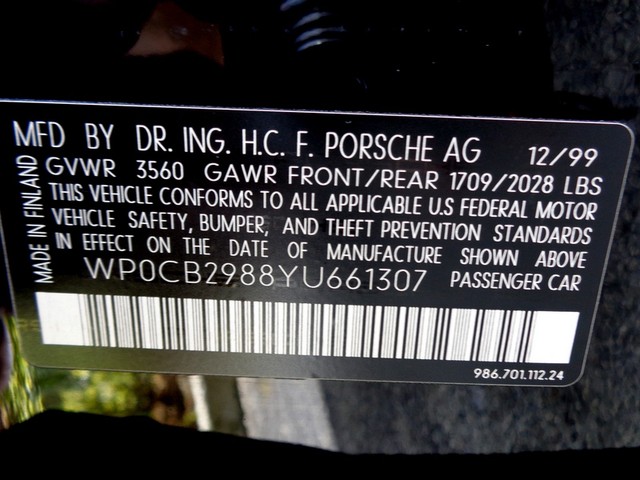 MFD BY DR. ING. H.C. F. PORSCHE AG 12/99
GVWR 3560 GAWR FRONT/REAR 1709/2028 LBS
THIS VEHICLE CONFORMS TO ALL APPLICABLE U.S FEDERAL MOTOR
VEHICLE SAFETY, BUMPER, AND THEFT PREVENTION STANDARDS
IN EFFECT ON THE DATE OF MANUFACTURE SHOWN ABOVE
WP0CB2988YU661307 PASSENGER CAR
MADE IN FINLAND
986.701.112.24